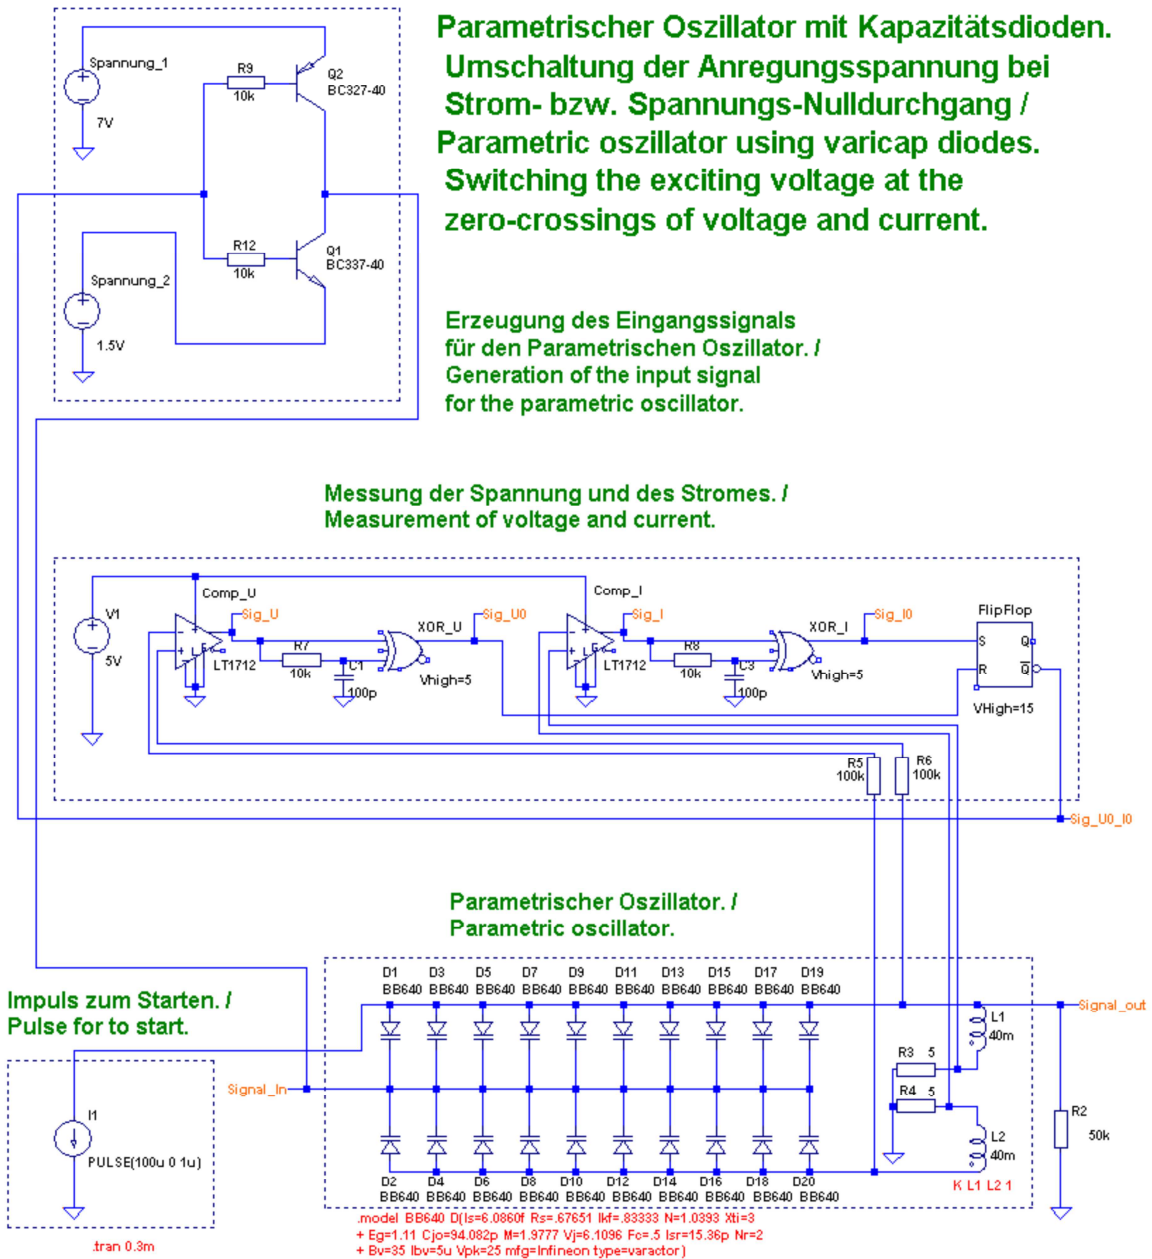 Parametrischer Oszillator mit Kapazitätsdioden.
Umschaltung der Anregungsspannung bei
Strom- bzw. Spannungs-Nulldurchgang /
Parametric oszillator using varicap diodes.
Switching the exciting voltage at the
zero-crossings of voltage and current.
Spannung_1
7V
R9
10k
Q2
BC327-40
R12
10k
Q1
BC337-40
Spannung_2
1.5V
Erzeugung des Eingangssignals
für den Parametrischen Oszillator. /
Generation of the input signal
for the parametric oscillator.
Messung der Spannung und des Stromes. /
Measurement of voltage and current.
V1
5V
Comp_U
Sig_U
LT1712
R7
10k
C1
100p
XOR_U
Vhigh=5
Sig_U0
Comp_I
Sig_I
LT1712
R8
10k
C3
100p
XOR_I
Vhigh=5
Sig_I0
FlipFlop
S Q
R Q
VHigh=15
R5
100k
R6
100k
Sig_U0_I0
Parametrischer Oszillator. /
Parametric oscillator.
Impuls zum Starten. /
Pulse for to start.
I1
PULSE(100u 0 1u)
.tran 0.3m
Signal_In
D1 D3 D5 D7 D9 D11 D13 D15 D17 D19
BB640 BB640 BB640 BB640 BB640 BB640 BB640 BB640 BB640 BB640
D2 D4 D6 D8 D10 D12 D14 D16 D18 D20
BB640 BB640 BB640 BB640 BB640 BB640 BB640 BB640 BB640 BB640
L1
40m
R3 5
R4 5
L2
40m
K L1 L2 1
Signal_out
R2
50k
.model BB640 D(Is=6.0860f Rs=.67651 Ikf=.83333 N=1.0393 Xti=3
+ Eg=1.11 Cjo=94.082p M=1.9777 Vj=6.1096 Fc=.5 Isr=15.36p Nr=2
+ Bv=35 Ibv=5u Vpk=25 mfg=Infineon type=varactor)